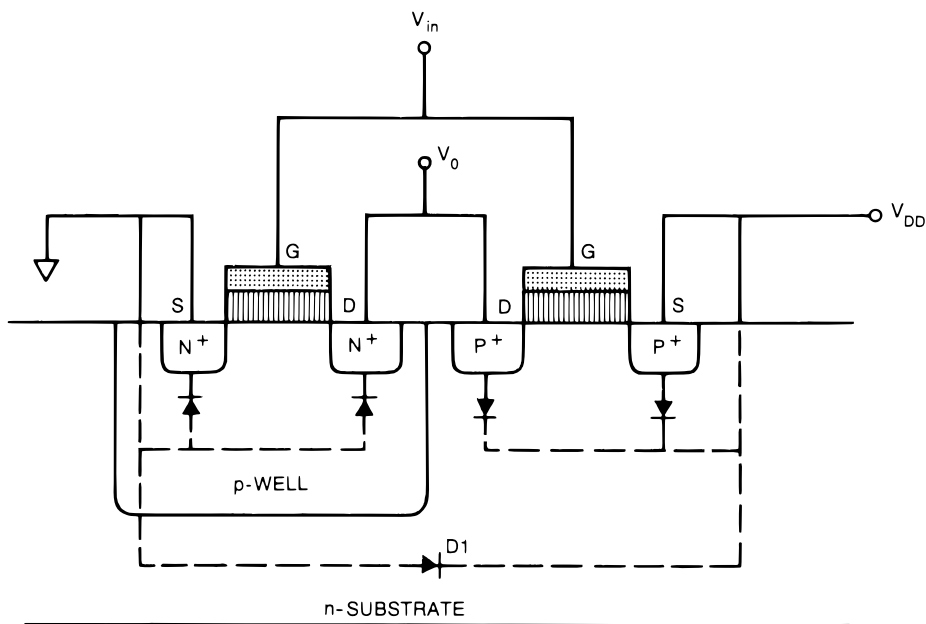 V_in
V_0
V_DD
G
G
S
D
D
S
N+
N+
P+
P+
p-WELL
D1
n-SUBSTRATE